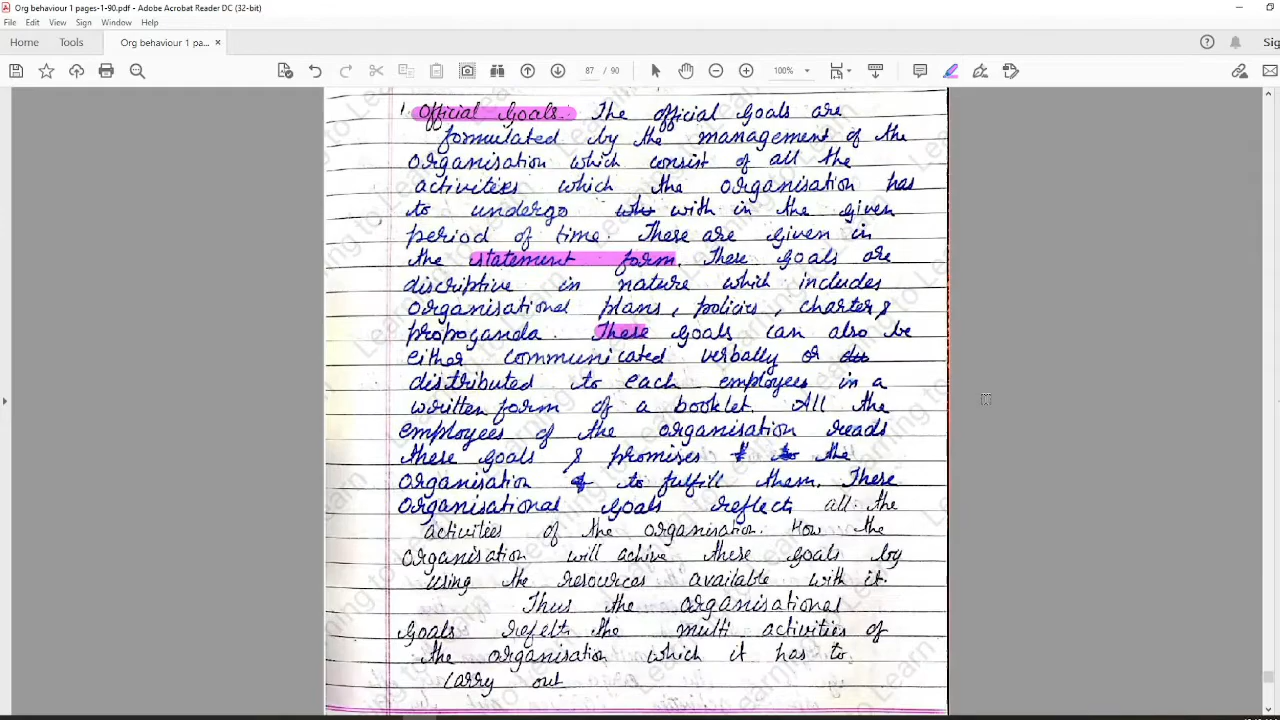 Org behaviour 1 pages-1-90.pdf - Adobe Acrobat Reader DC (32-bit)
File Edit View Sign Window Help
Home Tools Org behaviour 1 pa... × Sig
87 / 90 100%
1. Official Goals. The official Goals are
formulated by the management of the
organisation which consist of all the
activities which the organisation has
to undergo with in the given
period of time. These are given in
the statement form. These goals are
discriptive in nature which includes
organisational plans, policies, charter &
propoganda. These goals can also be
either communicated verbally or
distributed to each employees in a
written form of a booklet. All the
employees of the organisation reads
these goals & promises the
organisation to fulfill them. These
organisational goals reflects all the
activities of the organisation. How the
organisation will achive these goals by
using the resources available with it.
Thus the organisational
Goals refelt the multi activities of
the organisation which it has to
carry out